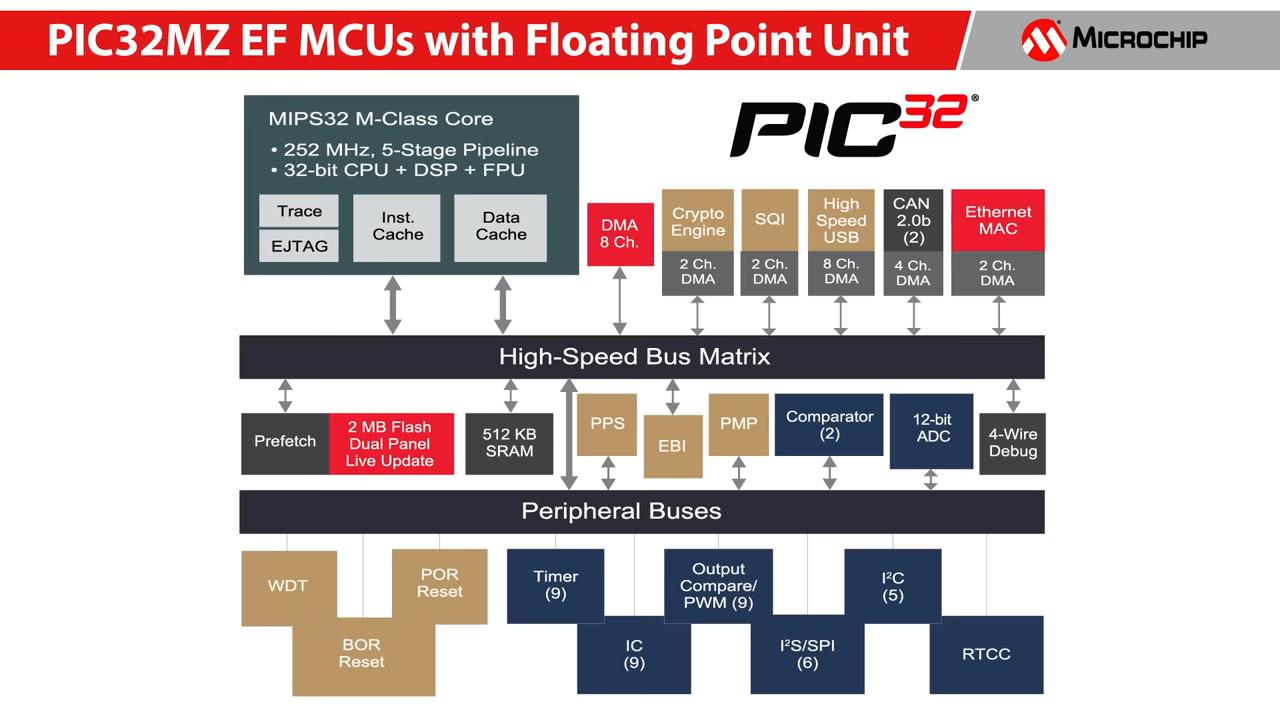 PIC32MZ EF MCUs with Floating Point Unit
MICROCHIP
PIC32®
MIPS32 M-Class Core
• 252 MHz, 5-Stage Pipeline
• 32-bit CPU + DSP + FPU
Trace
EJTAG
Inst.
Cache
Data
Cache
DMA
8 Ch.
Crypto
Engine
2 Ch.
DMA
SQI
2 Ch.
DMA
High
Speed
USB
8 Ch.
DMA
CAN
2.0b
(2)
4 Ch.
DMA
Ethernet
MAC
2 Ch.
DMA
High-Speed Bus Matrix
Prefetch
2 MB Flash
Dual Panel
Live Update
512 KB
SRAM
PPS
EBI
PMP
Comparator
(2)
12-bit
ADC
4-Wire
Debug
Peripheral Buses
WDT
BOR
Reset
POR
Reset
Timer
(9)
IC
(9)
Output
Compare/
PWM (9)
I²S/SPI
(6)
I²C
(5)
RTCC